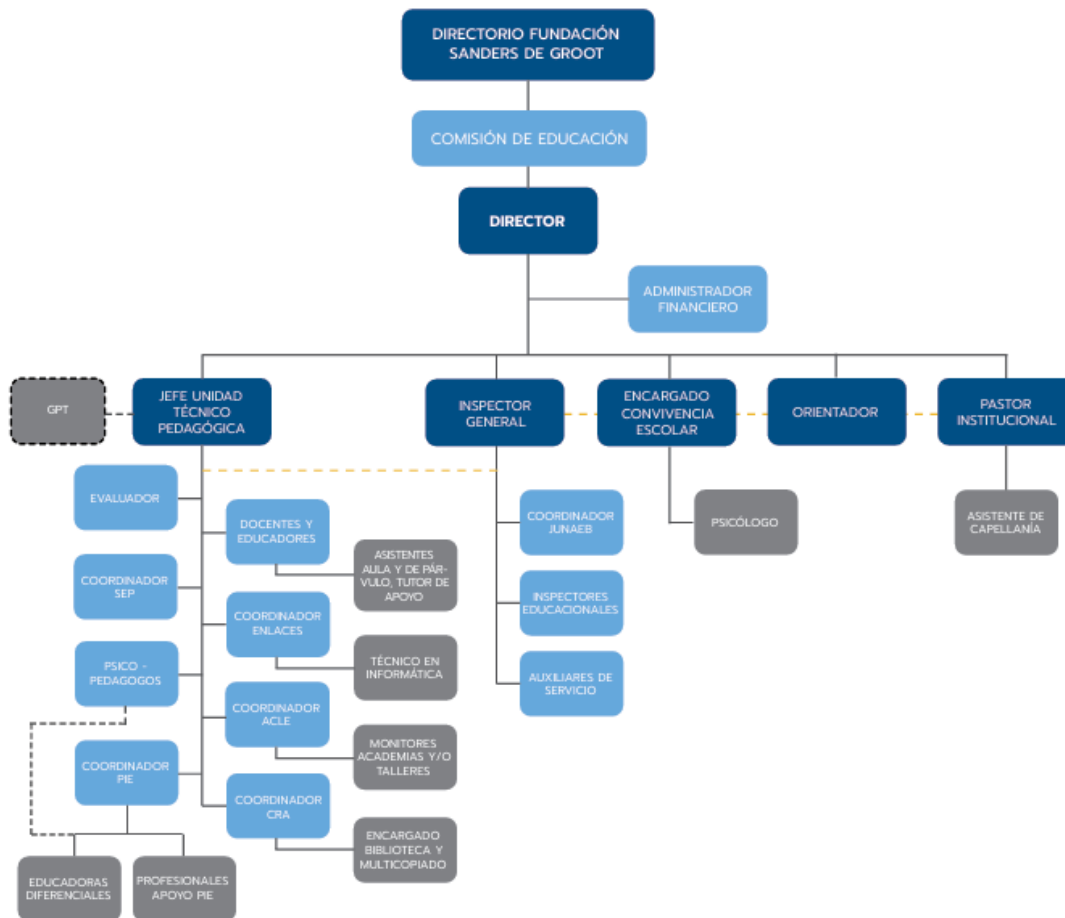 DIRECTORIO FUNDACIÓN
SANDERS DE GROOT
COMISIÓN DE EDUCACIÓN
DIRECTOR
ADMINISTRADOR
FINANCIERO
GPT
JEFE UNIDAD
TÉCNICO
PEDAGÓGICA
INSPECTOR
GENERAL
ENCARGADO
CONVIVENCIA
ESCOLAR
ORIENTADOR
PASTOR
INSTITUCIONAL
EVALUADOR
DOCENTES Y
EDUCADORES
ASISTENTES
AULA Y DE PÁR-
VULO, TUTOR DE
APOYO
COORDINADOR
SEP
COORDINADOR
ENLACES
TÉCNICO EN
INFORMÁTICA
PSICO -
PEDAGOGOS
COORDINADOR
ACLE
MONITORES
ACADEMIAS Y/O
TALLERES
COORDINADOR
PIE
COORDINADOR
CRA
ENCARGADO
BIBLIOTECA Y
MULTICOPIADO
EDUCADORAS
DIFERENCIALES
PROFESIONALES
APOYO PIE
COORDINADOR
JUNAEB
INSPECTORES
EDUCACIONALES
AUXILIARES DE
SERVICIO
PSICÓLOGO
ASISTENTE DE
CAPELLANÍA